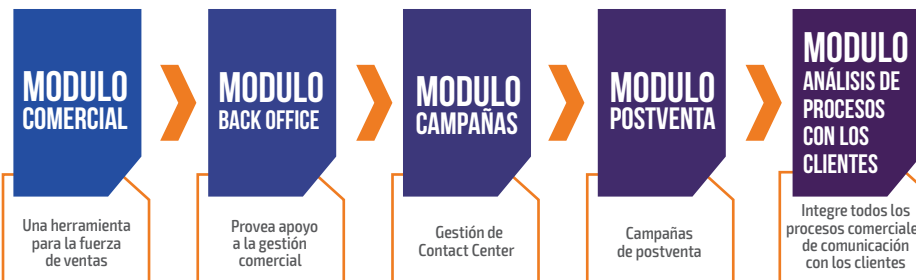 MODULO
COMERCIAL
Una herramienta
para la fuerza
de ventas
MODULO
BACK OFFICE
Provea apoyo
a la gestión
comercial
MODULO
CAMPAÑAS
Gestión de
Contact Center
MODULO
POSTVENTA
Campañas
de postventa
MODULO
ANÁLISIS DE
PROCESOS
CON LOS
CLIENTES
Integre todos los
procesos comerciale
de comunicación
con los clientes